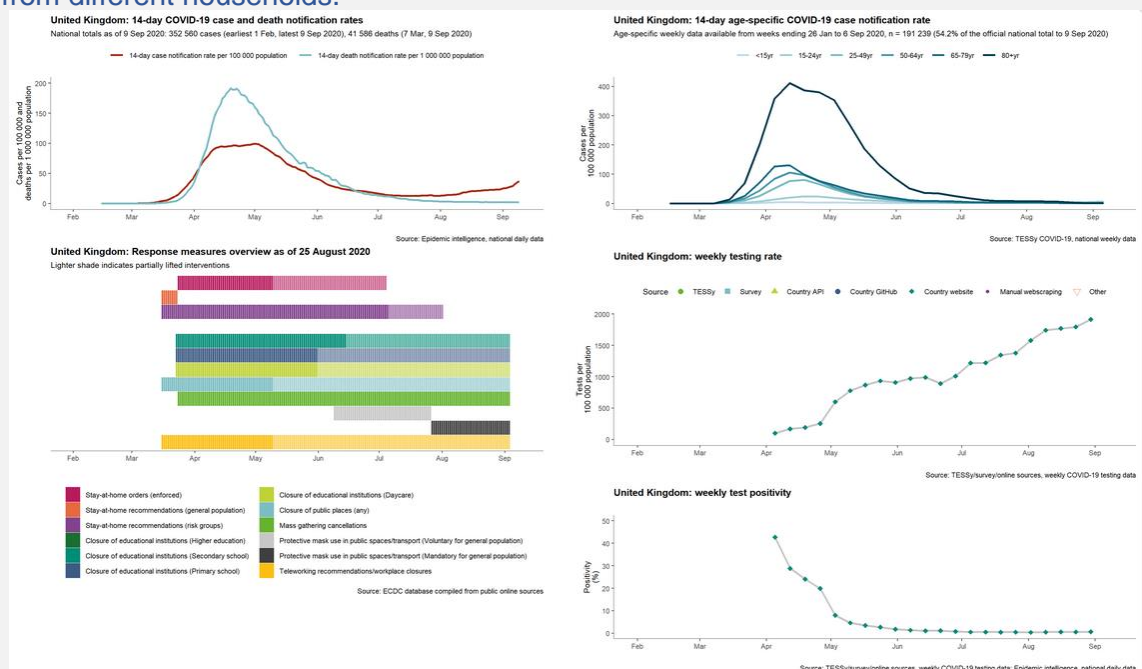 from different households.
United Kingdom: 14-day COVID-19 case and death notification rates
National totals as of 9 Sep 2020: 352 560 cases (earliest 1 Feb, latest 9 Sep 2020), 41 586 deaths (7 Mar, 9 Sep 2020)
14-day case notification rate per 100 000 population 14-day death notification rate per 1 000 000 population
Cases per 100 000 and
deaths per 1 000 000 population
200
150
100
50
0
Feb Mar Apr May Jun Jul Aug Sep
Source: Epidemic intelligence, national daily data
United Kingdom: 14-day age-specific COVID-19 case notification rate
Age-specific weekly data available from weeks ending 26 Jan to 6 Sep 2020, n = 191 239 (54.2% of the official national total to 9 Sep 2020)
<15yr 15-24yr 25-49yr 50-64yr 65-79yr 80+yr
Cases per
100 000 population
400
300
200
100
0
Feb Mar Apr May Jun Jul Aug Sep
Source: TESSy COVID-19, national weekly data
United Kingdom: Response measures overview as of 25 August 2020
Lighter shade indicates partially lifted interventions
Feb Mar Apr May Jun Jul Aug Sep
Stay-at-home orders (enforced)
Stay-at-home recommendations (general population)
Stay-at-home recommendations (risk groups)
Closure of educational institutions (Higher education)
Closure of educational institutions (Secondary school)
Closure of educational institutions (Primary school)
Closure of educational institutions (Daycare)
Closure of public places (any)
Mass gathering cancellations
Protective mask use in public spaces/transport (Voluntary for general population)
Protective mask use in public spaces/transport (Mandatory for general population)
Teleworking recommendations/workplace closures
Source: ECDC database compiled from public online sources
United Kingdom: weekly testing rate
Source TESSy Survey Country API Country GitHub Country website Manual webscraping Other
Tests per
100 000 population
2000
1500
1000
500
0
Feb Mar Apr May Jun Jul Aug Sep
Source: TESSy/survey/online sources, weekly COVID-19 testing data
United Kingdom: weekly test positivity
Positivity
(%)
50
40
30
20
10
0
Feb Mar Apr May Jun Jul Aug Sep
Source: TESSy/survey/online sources, weekly COVID-19 testing data; Epidemic intelligence, national daily data